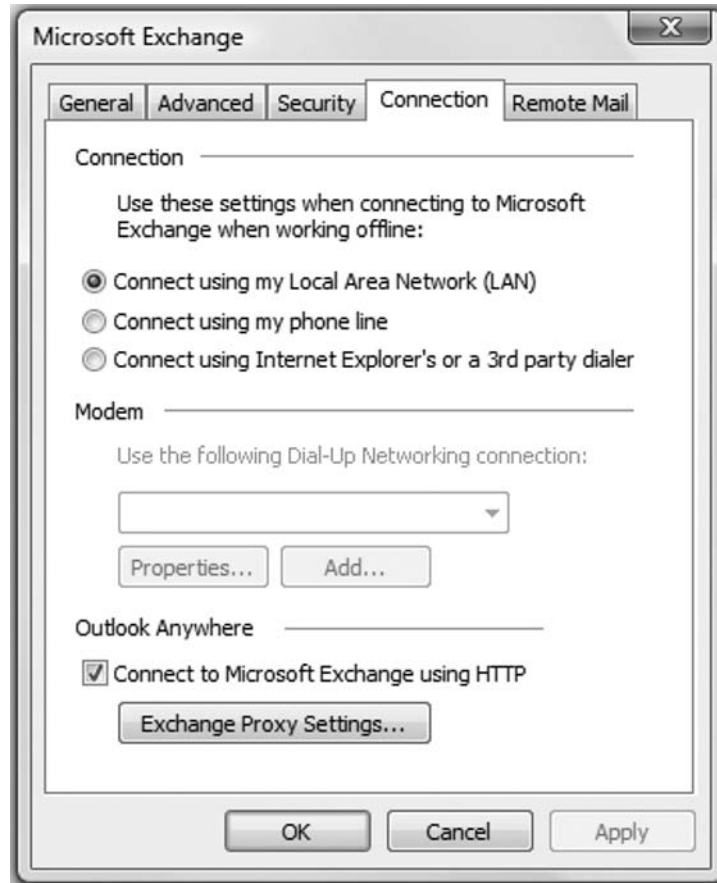 Microsoft Exchange
General Advanced Security Connection Remote Mail
Connection
Use these settings when connecting to Microsoft
Exchange when working offline:
Connect using my Local Area Network (LAN)
Connect using my phone line
Connect using Internet Explorer's or a 3rd party dialer
Modem
Use the following Dial-Up Networking connection:
Properties... Add...
Outlook Anywhere
Connect to Microsoft Exchange using HTTP
Exchange Proxy Settings...
OK Cancel Apply